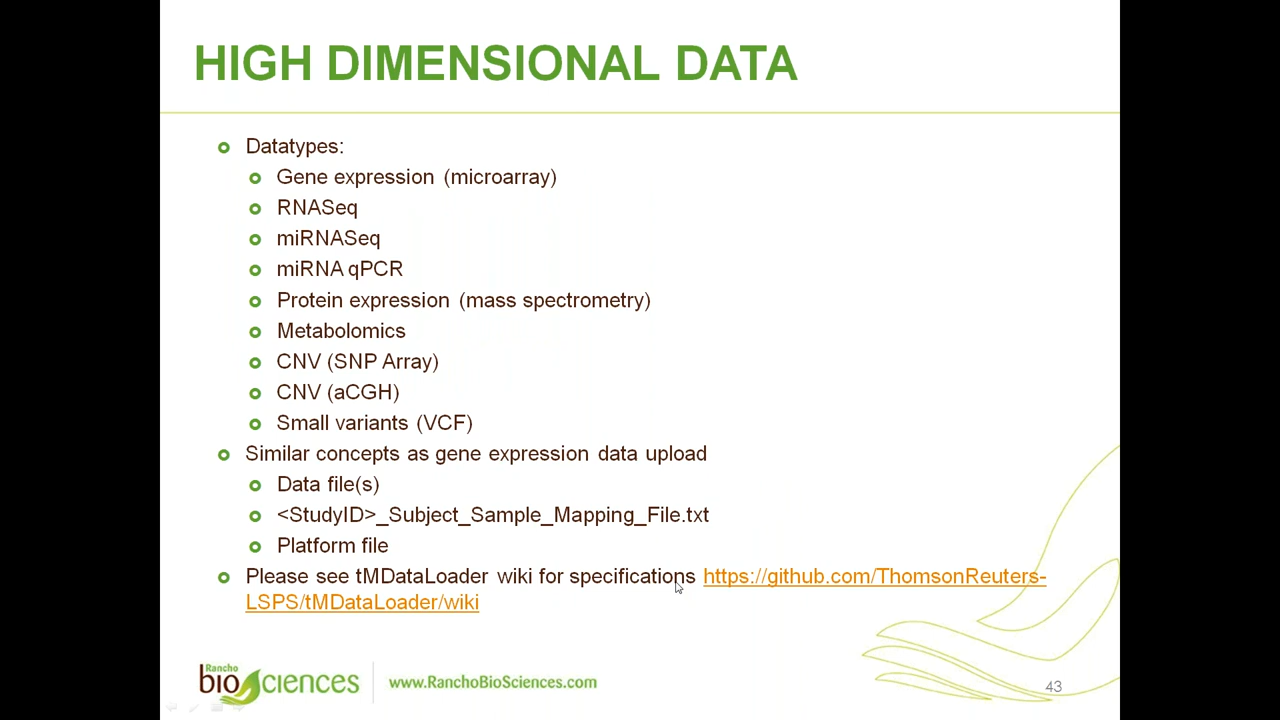 HIGH DIMENSIONAL DATA
Datatypes:
Gene expression (microarray)
RNASeq
miRNASeq
miRNA qPCR
Protein expression (mass spectrometry)
Metabolomics
CNV (SNP Array)
CNV (aCGH)
Small variants (VCF)
Similar concepts as gene expression data upload
Data file(s)
<StudyID>_Subject_Sample_Mapping_File.txt
Platform file
Please see tMDataLoader wiki for specifications https://github.com/ThomsonReuters-
LSPS/tMDataLoader/wiki
Rancho
biosciences
www.RanchoBioSciences.com
43